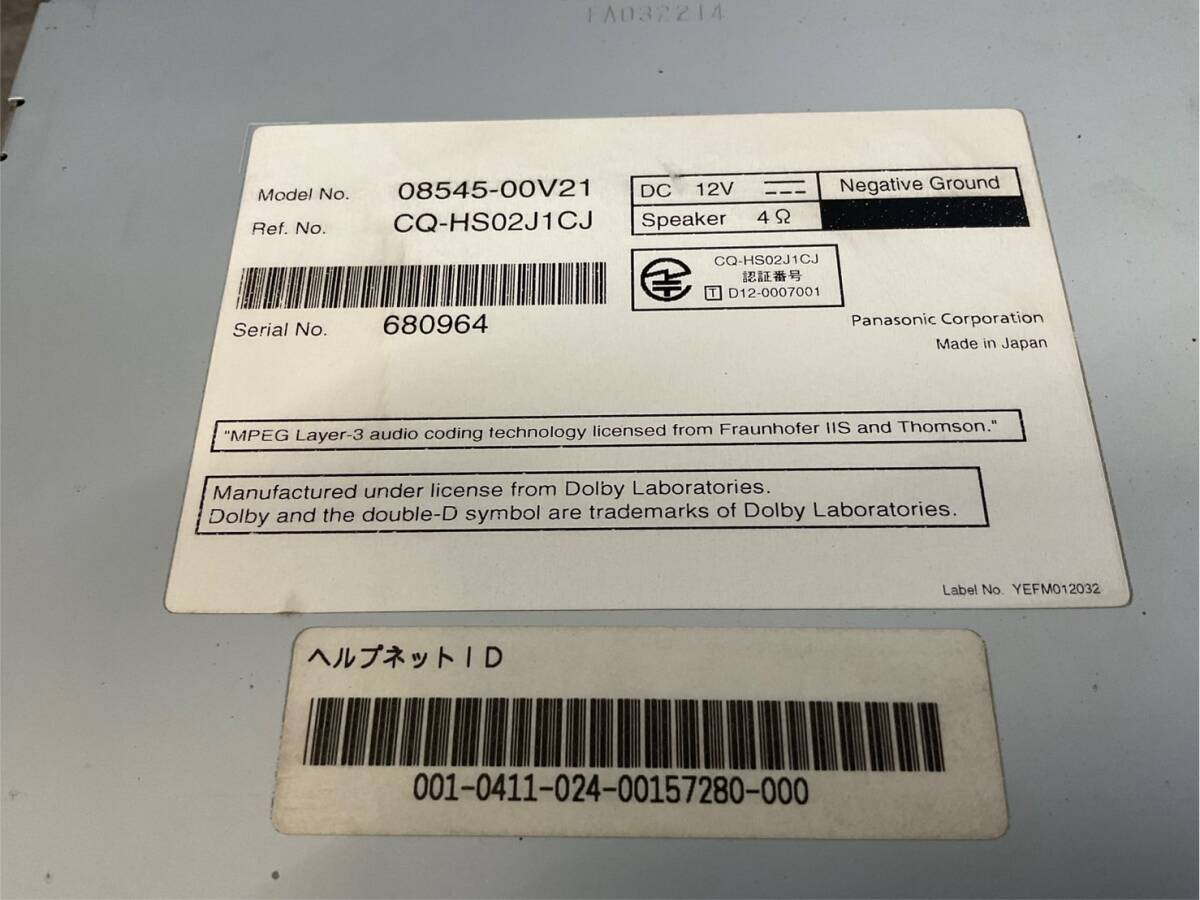 FA032214
Model No. 08545-00V21
Ref. No. CQ-HS02J1CJ
DC 12V
Negative Ground
Speaker 4Ω
CQ-HS02J1CJ
認証番号
T D12-0007001
Serial No. 680964
Panasonic Corporation
Made in Japan
"MPEG Layer-3 audio coding technology licensed from Fraunhofer IIS and Thomson."
Manufactured under license from Dolby Laboratories.
Dolby and the double-D symbol are trademarks of Dolby Laboratories.
Label No. YEFM012032
ヘルプネットID
001-0411-024-00157280-000